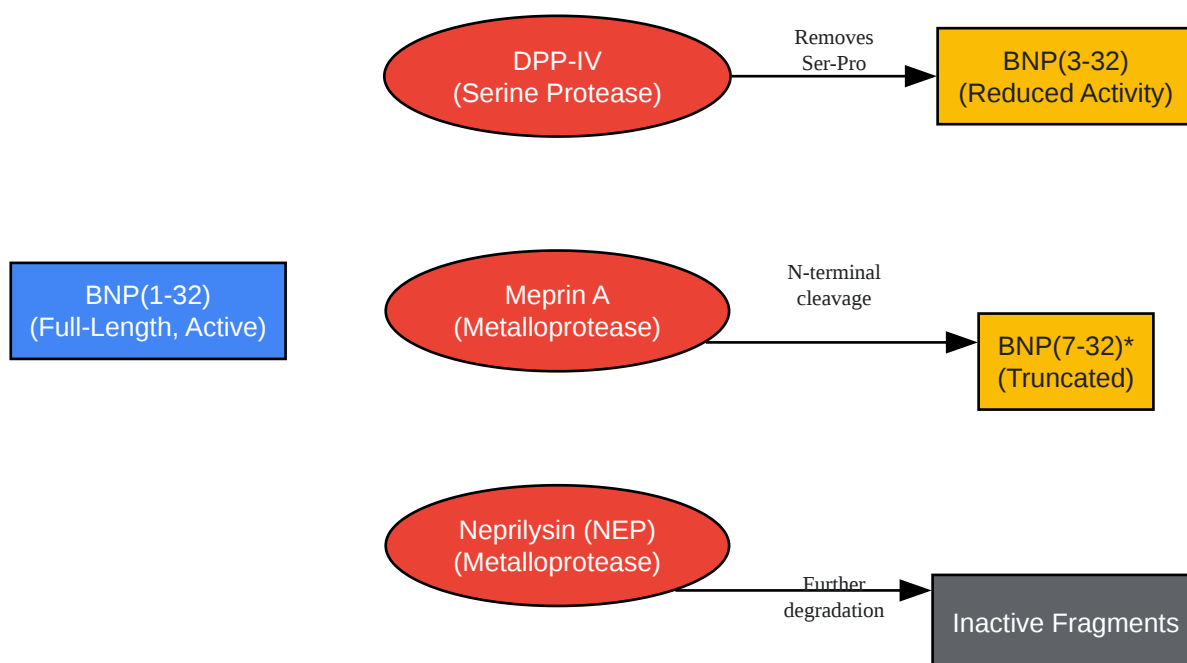 DPP-IV
(Serine Protease)
Removes
Ser-Pro
BNP(3-32)
(Reduced Activity)
BNP(1-32)
(Full-Length, Active)
Meprin A
(Metalloprotease)
N-terminal
cleavage
BNP(7-32)*
(Truncated)
Neprilysin (NEP)
(Metalloprotease)
Further
degradation
Inactive Fragments